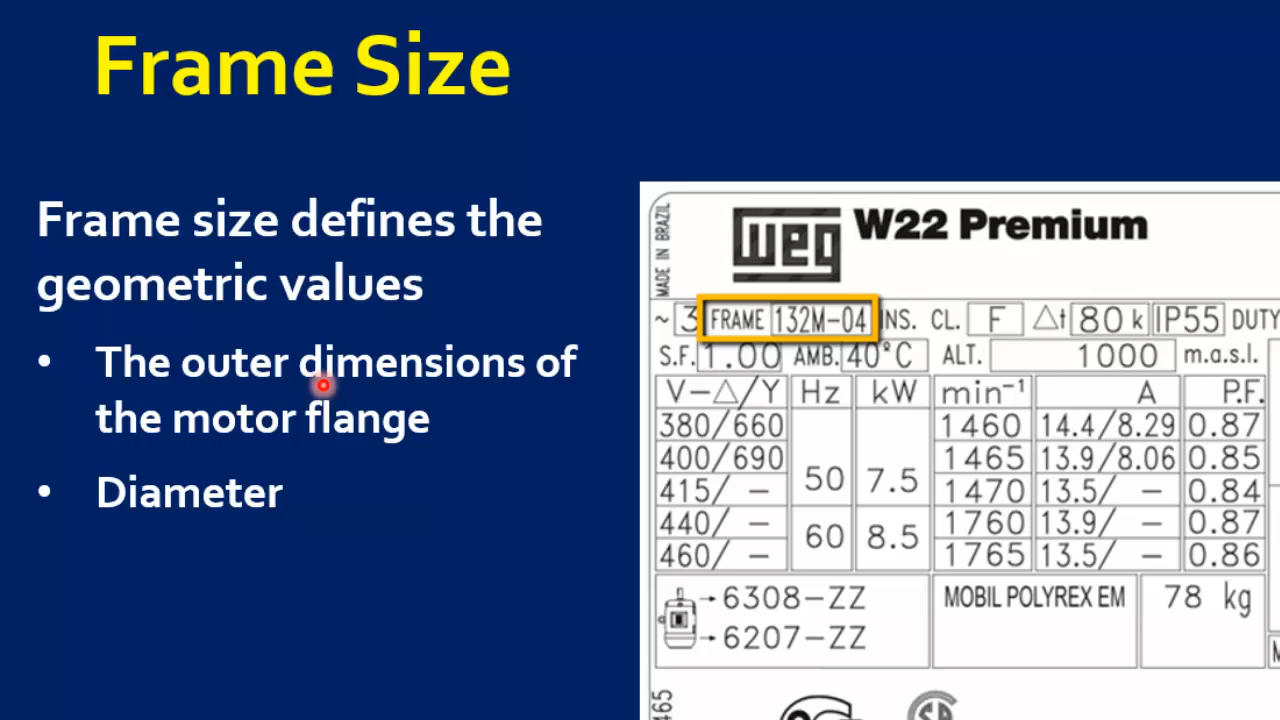 Frame Size
Frame size defines the
geometric values
• The outer dimensions of
the motor flange
• Diameter
MADE IN BRAZIL
weg W22 Premium
~ 3 FRAME 132M-04 INS. CL. F Δt 80 k IP55 DUTY
S.F. 1.00 AMB. 40°C ALT. 1000 m.a.s.l.
V-Δ/Y Hz kW min⁻¹ A P.F.
380/660 1460 14.4/8.29 0.87
400/690 1465 13.9/8.06 0.85
415/ - 50 7.5 1470 13.5/ - 0.84
440/ - 1760 13.9/ - 0.87
460/ - 60 8.5 1765 13.5/ - 0.86
→6308-ZZ MOBIL POLYREX EM 78 kg
→6207-ZZ
465